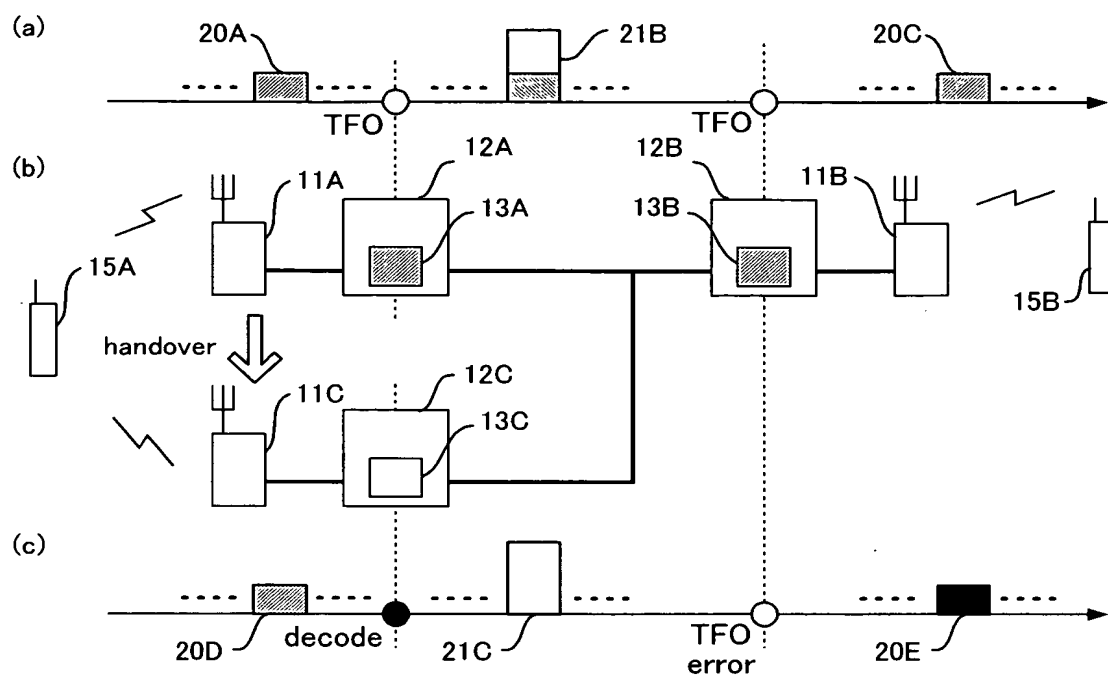 (a)
20A
21B
20C
TFO
TFO
(b)
12A
12B
11A
11B
13A
13B
15A
15B
handover
12C
11C
13C
(c)
20D
decode
21C
TFO
error
20E